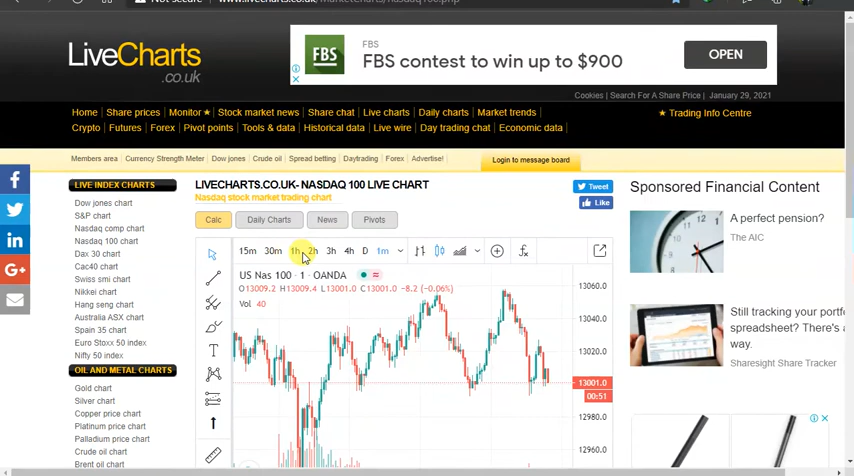 Not secure
www.livecharts.co.uk/marketcharts/nasdaq100.php
LiveCharts
.co.uk
FBS
FBS
FBS contest to win up to $900
OPEN
Cookies | Search For A Share Price | January 29, 2021
Home | Share prices | Monitor ★ | Stock market news | Share chat | Live charts | Daily charts | Market trends
★ Trading Info Centre
Crypto | Futures | Forex | Pivot points | Tools & data | Historical data | Live wire | Day trading chat | Economic data |
Members area | Currency Strength Meter | Dow jones | Crude oil | Spread betting | Daytrading | Forex | Advertise!
Login to message board
LIVE INDEX CHARTS
Dow jones chart
S&P chart
Nasdaq comp chart
Nasdaq 100 chart
Dax 30 chart
Cac40 chart
Swiss smi chart
Nikkei chart
Hang seng chart
Australia ASX chart
Spain 35 chart
Euro Stoxx 50 index
Nifty 50 index
OIL AND METAL CHARTS
Gold chart
Silver chart
Copper price chart
Platinum price chart
Palladium price chart
Crude oil chart
Brent oil chart
LIVECHARTS.CO.UK- NASDAQ 100 LIVE CHART
Nasdaq stock market trading chart
Tweet
Like
Calc
Daily Charts
News
Pivots
15m 30m 1h 2h 3h 4h D 1m
US Nas 100 · 1 · OANDA
O13009.2 H13009.4 L13001.0 C13001.0 −8.2 (−0.06%)
Vol 40
13060.0
13040.0
13020.0
13001.0
00:51
12980.0
12960.0
Sponsored Financial Content
A perfect pension?
The AIC
Still tracking your portfo
spreadsheet? There's a
way.
Sharesight Share Tracker